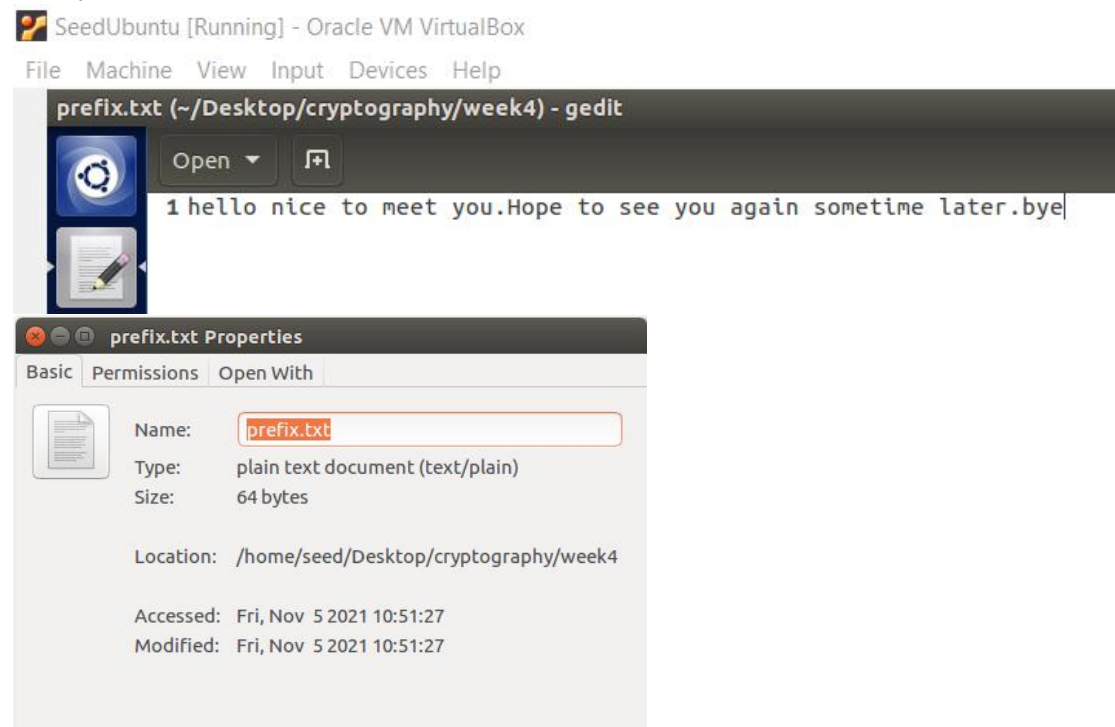 SeedUbuntu [Running] - Oracle VM VirtualBox
File Machine View Input Devices Help
prefix.txt (~/Desktop/cryptography/week4) - gedit
Open
1 hello nice to meet you.Hope to see you again sometime later.bye
prefix.txt Properties
Basic Permissions Open With
Name: prefix.txt
Type: plain text document (text/plain)
Size: 64 bytes
Location: /home/seed/Desktop/cryptography/week4
Accessed: Fri, Nov 5 2021 10:51:27
Modified: Fri, Nov 5 2021 10:51:27